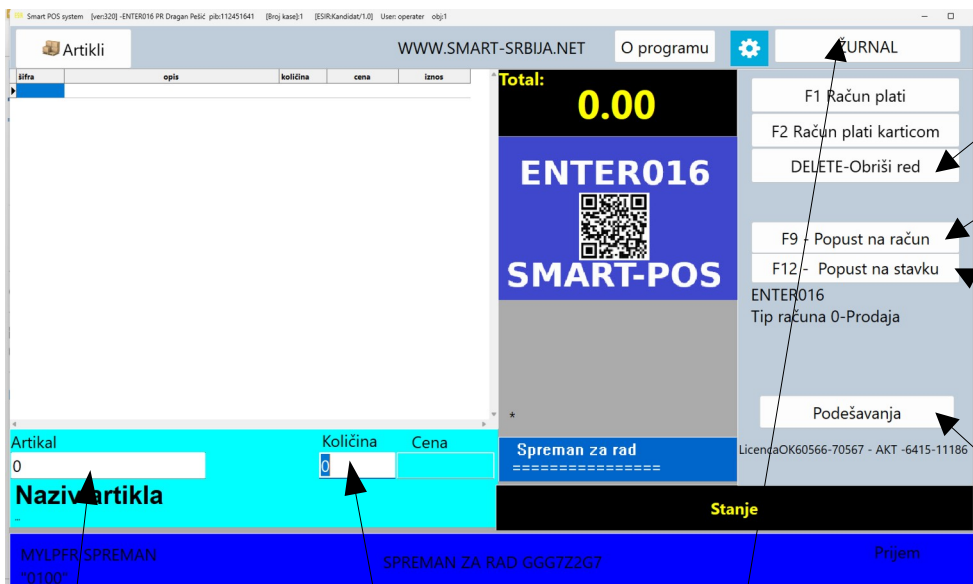 Smart POS system [ver:320] -ENTER016 PR Dragan Pešić pib:112451641 [Broj kase]:1 [ESIR:Kandidat/1.0] User: operater obj:1
Artikli
WWW.SMART-SRBIJA.NET
O programu
ŽURNAL
šifra opis količina cena iznos
Total:
0.00
F1 Račun plati
F2 Račun plati karticom
DELETE-Obriši red
ENTER016
SMART-POS
F9 - Popust na račun
F12 - Popust na stavku
ENTER016
Tip računa 0-Prodaja
*
Podešavanja
Artikal Količina Cena
0 0
Spreman za rad
================
LicencaOK60566-70567 - AKT -6415-11186
Naziv artikla
--
Stanje
MYLPFR SPREMAN
"0100"
SPREMAN ZA RAD GGG7Z2G7
Prijem